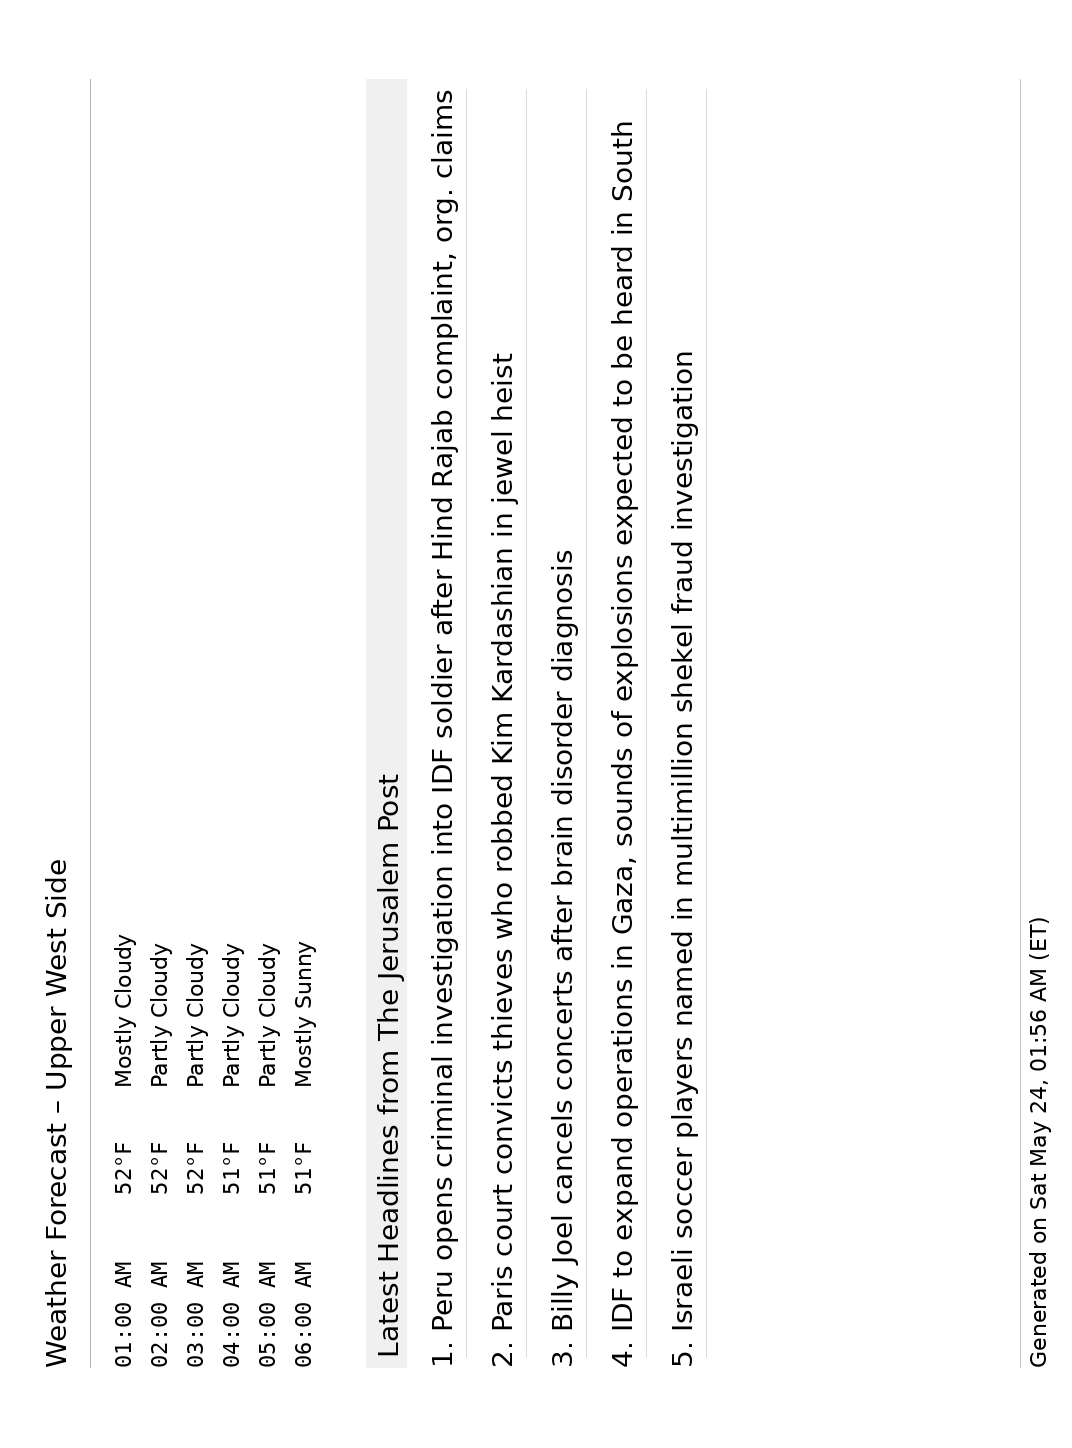 Weather Forecast – Upper West Side
01:00 AM 52°F Mostly Cloudy
02:00 AM 52°F Partly Cloudy
03:00 AM 52°F Partly Cloudy
04:00 AM 51°F Partly Cloudy
05:00 AM 51°F Partly Cloudy
06:00 AM 51°F Mostly Sunny
Latest Headlines from The Jerusalem Post
1. Peru opens criminal investigation into IDF soldier after Hind Rajab complaint, org. claims
2. Paris court convicts thieves who robbed Kim Kardashian in jewel heist
3. Billy Joel cancels concerts after brain disorder diagnosis
4. IDF to expand operations in Gaza, sounds of explosions expected to be heard in South
5. Israeli soccer players named in multimillion shekel fraud investigation
Generated on Sat May 24, 01:56 AM (ET)